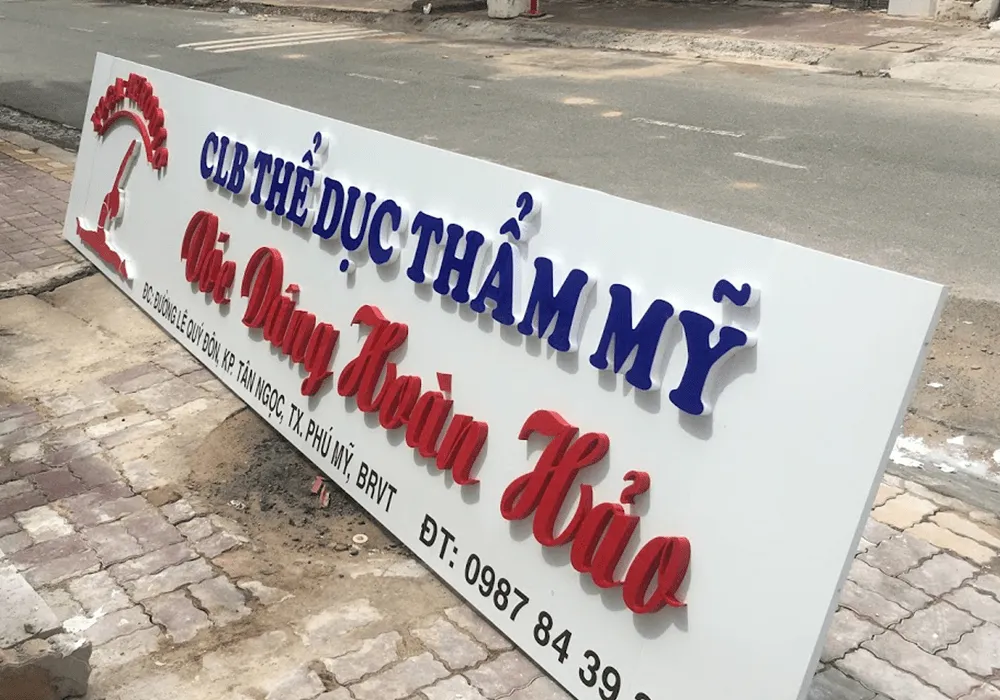 CLB THỂ DỤC THẨM MỸ
Vóc Dáng Hoàn Hảo
ĐC: ĐƯỜNG LÊ QUÝ ĐÔN, KP. TÂN NGỌC, TX. PHÚ MỸ, BRVT
ĐT: 0987 84 39